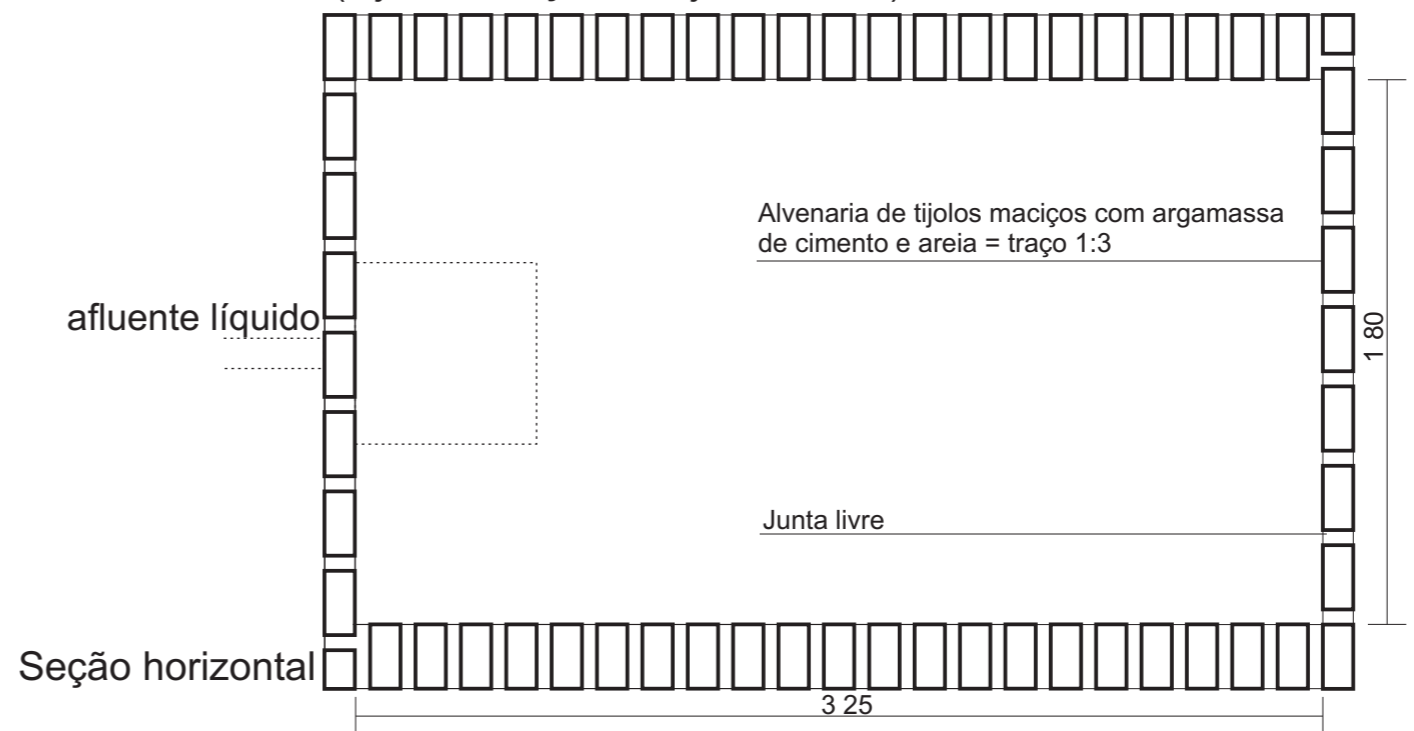 Alvenaria de tijolos maciços com argamassa
de cimento e areia = traço 1:3
afluente líquido
1 80
Junta livre
Seção horizontal
3 25